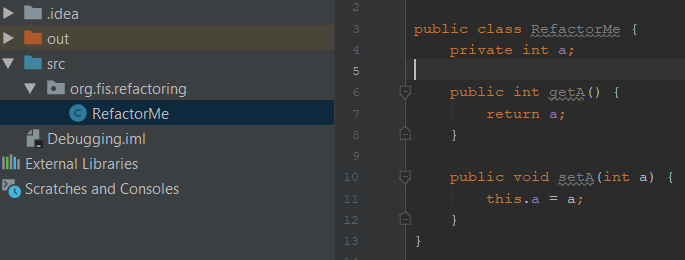 .idea
out
src
org.fis.refactoring
C RefactorMe
Debugging.iml
External Libraries
Scratches and Consoles
2
3 public class RefactorMe {
4 private int a;
5
6 public int getA() {
7 return a;
8 }
9
10 public void setA(int a) {
11 this.a = a;
12 }
13 }